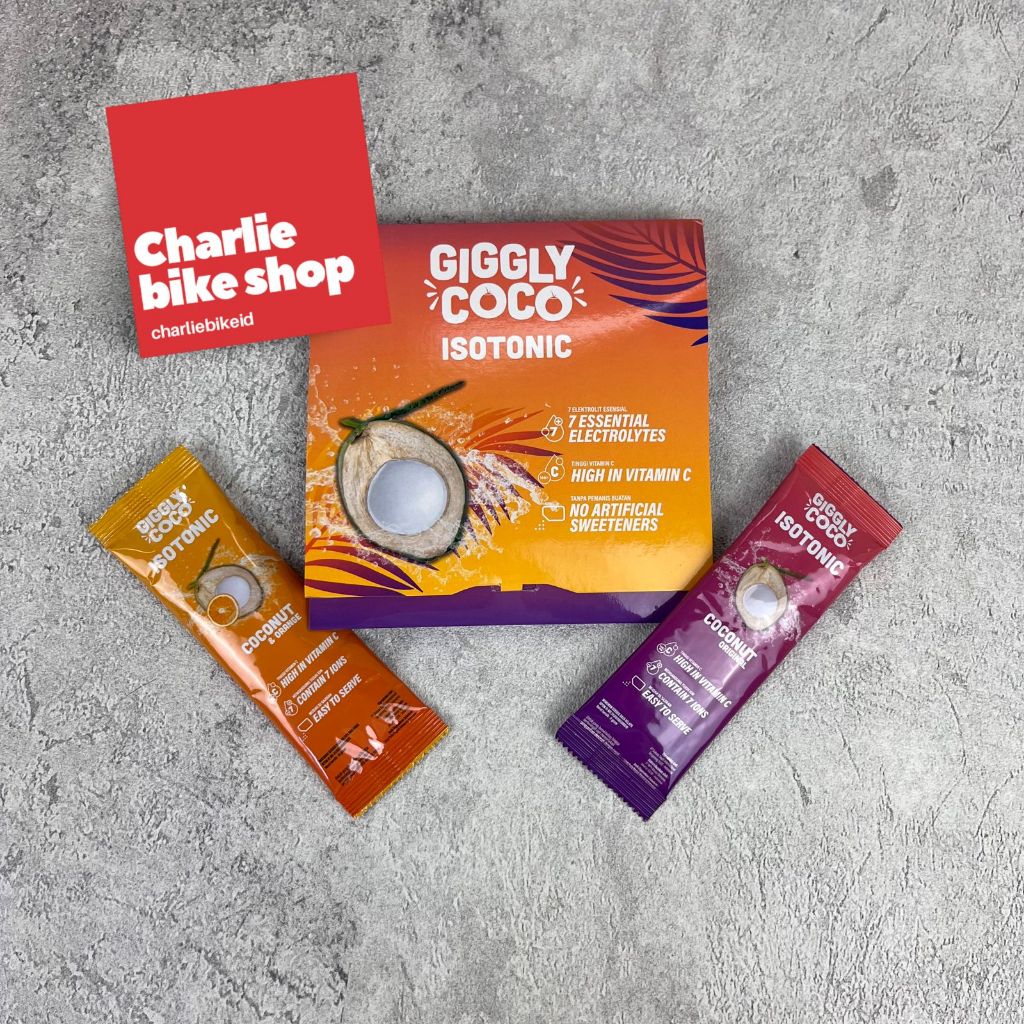 Charlie
bike shop
charliebikeid
GIGGLY
COCO
ISOTONIC
7 ELEKTROLIT ESENSIAL
7 ESSENTIAL
ELECTROLYTES
TINGGI VITAMIN C
HIGH IN VITAMIN C
TANPA PEMANIS BUATAN
NO ARTIFICIAL
SWEETENERS
GIGGLY
COCO
ISOTONIC
COCONUT
& ORANGE
HIGH IN VITAMIN C
CONTAIN 7 IONS
EASY TO SERVE
GIGGLY
COCO
ISOTONIC
COCONUT
ORIGINAL
HIGH IN VITAMIN C
CONTAIN 7 IONS
EASY TO SERVE